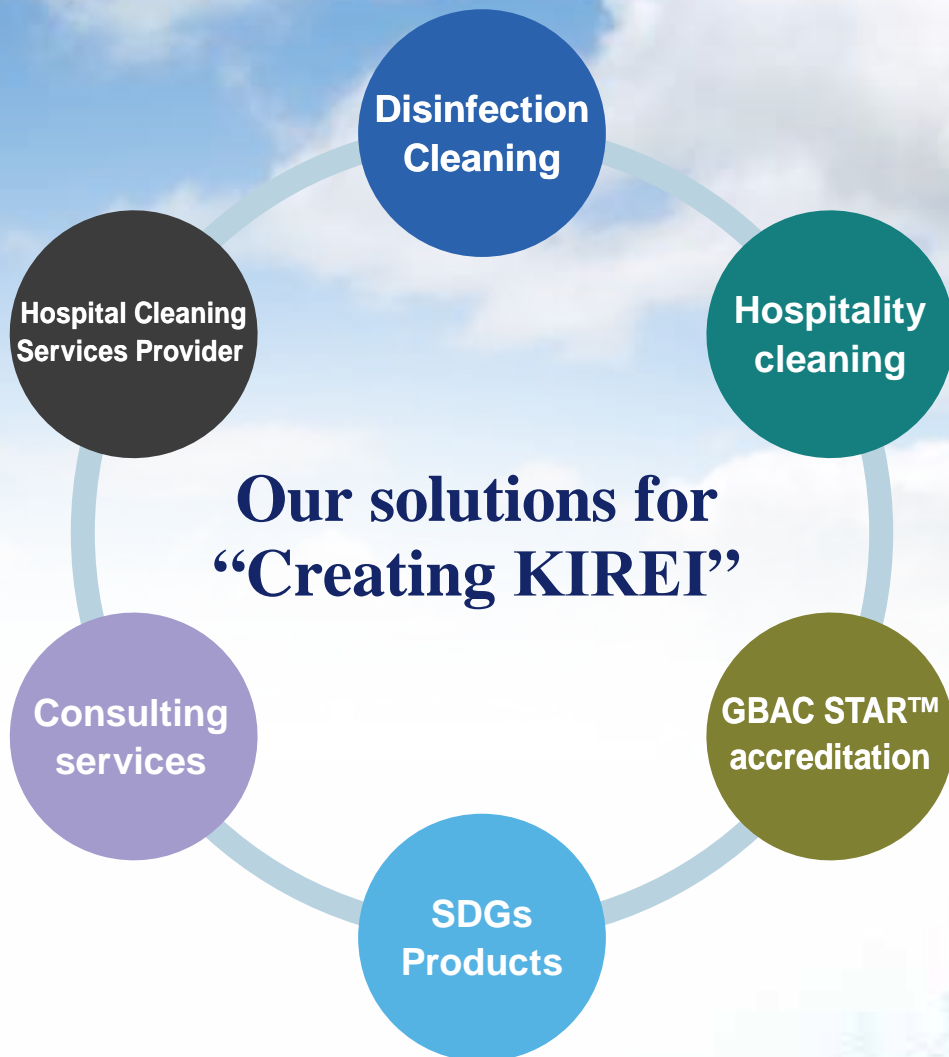 Disinfection
Cleaning
Hospitality
cleaning
Hospital Cleaning
Services Provider
Our solutions for
“Creating KIREI”
GBAC STAR™
accreditation
Consulting
services
SDGs
Products